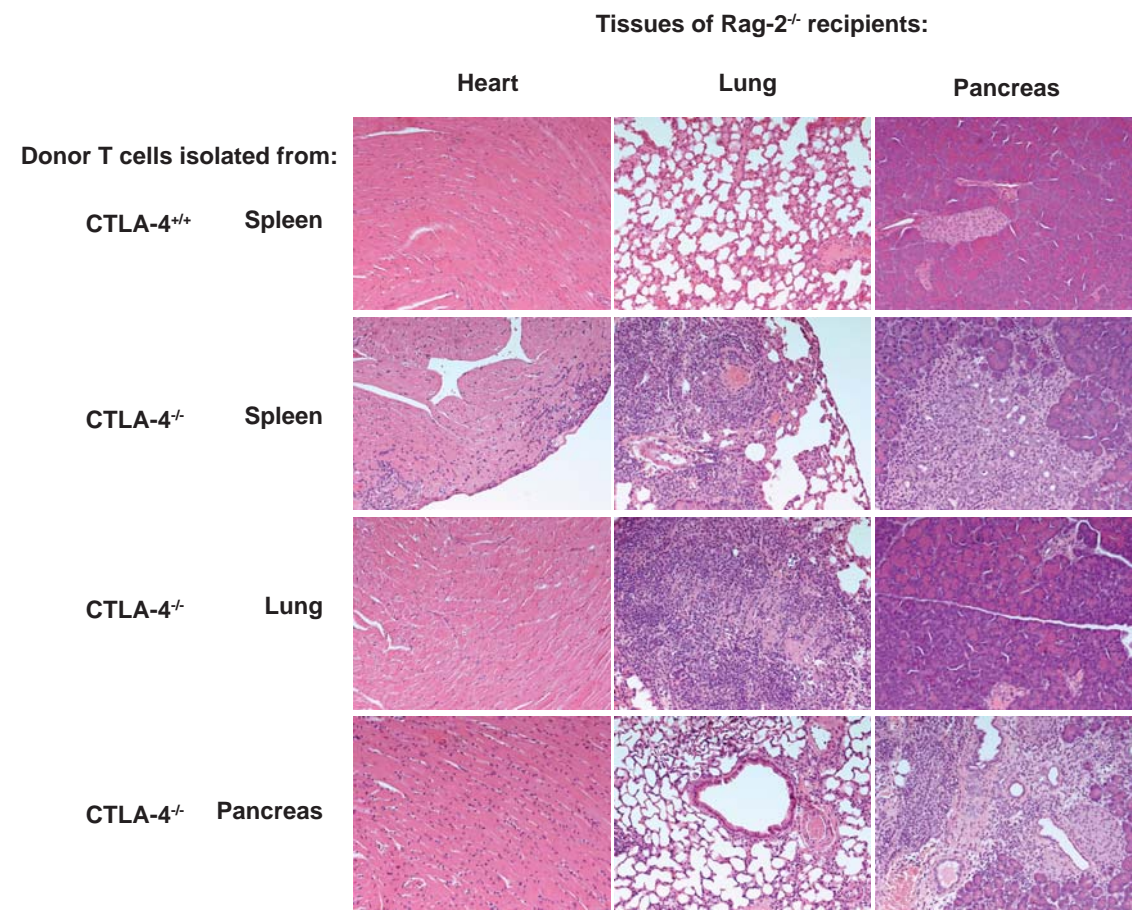 Tissues of Rag-2-/- recipients:
Heart Lung Pancreas
Donor T cells isolated from:
CTLA-4+/+ Spleen
CTLA-4-/- Spleen
CTLA-4-/- Lung
CTLA-4-/- Pancreas